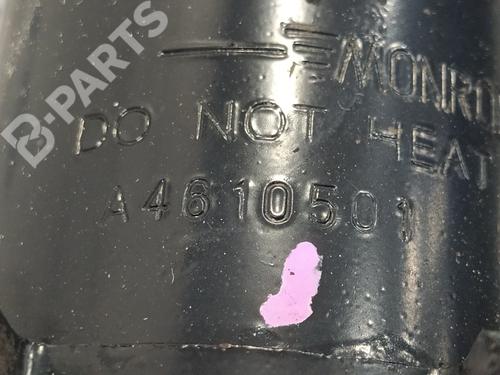 MONRO
DO NOT HEAT
A4610501
B-PARTS